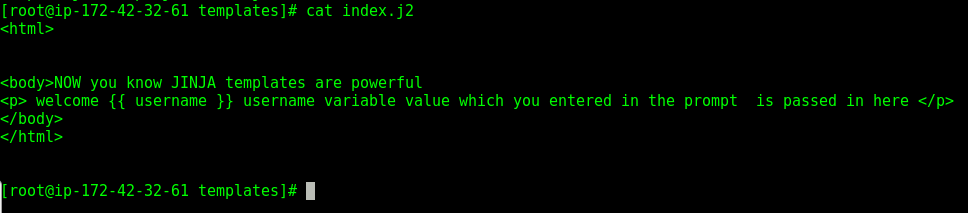 [root@ip-172-42-32-61 templates]# cat index.j2
<html>
<body>NOW you know JINJA templates are powerful
<p> welcome {{ username }} username variable value which you entered in the prompt  is passed in here </p>
</body>
</html>
[root@ip-172-42-32-61 templates]#